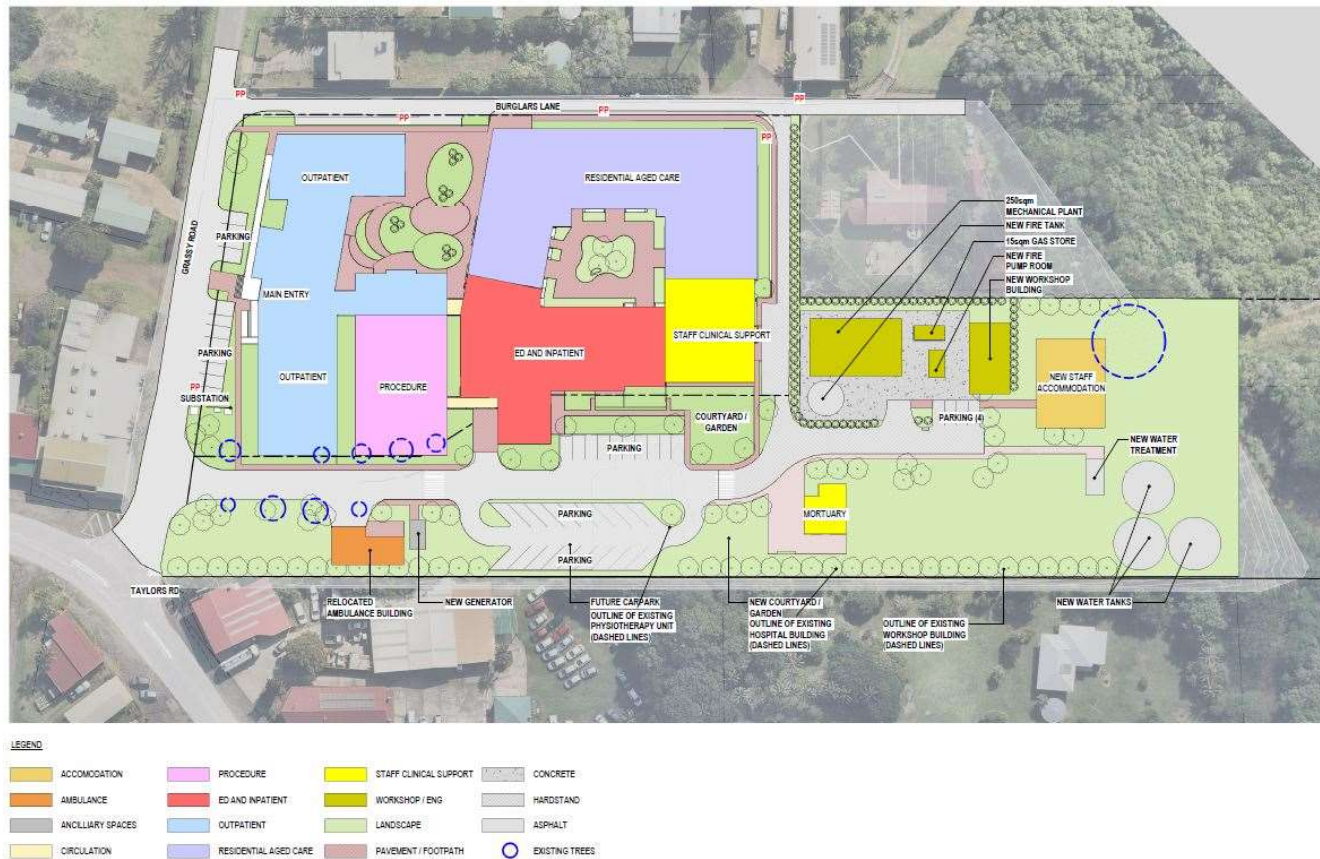 BURGLARS LANE
PP
PP
PP
PP
PP
OUTPATIENT
RESIDENTIAL AGED CARE
250sqm
MECHANICAL PLANT
NEW FIRE TANK
15sqm GAS STORE
NEW FIRE
PUMP ROOM
NEW WORKSHOP
BUILDING
GRASSY ROAD
PARKING
MAIN ENTRY
STAFF CLINICAL SUPPORT
ED AND INPATIENT
PARKING
PROCEDURE
OUTPATIENT
NEW STAFF
ACCOMMODATION
PP
SUBSTATION
COURTYARD /
GARDEN
PARKING (4)
PARKING
NEW WATER
TREATMENT
PARKING
MORTUARY
PARKING
TAYLORS RD
RELOCATED
AMBULANCE BUILDING
NEW GENERATOR
FUTURE CARPARK
OUTLINE OF EXISTING
PHYSIOTHERAPY UNIT
(DASHED LINES)
NEW COURTYARD /
GARDEN
OUTLINE OF EXISTING
HOSPITAL BUILDING
(DASHED LINES)
OUTLINE OF EXISTING
WORKSHOP BUILDING
(DASHED LINES)
NEW WATER TANKS
LEGEND
ACCOMODATION
AMBULANCE
ANCILLIARY SPACES
CIRCULATION
PROCEDURE
ED AND INPATIENT
OUTPATIENT
RESIDENTIAL AGED CARE
STAFF CLINICAL SUPPORT
WORKSHOP / ENG
LANDSCAPE
PAVEMENT / FOOTPATH
CONCRETE
HARDSTAND
ASPHALT
EXISTING TREES